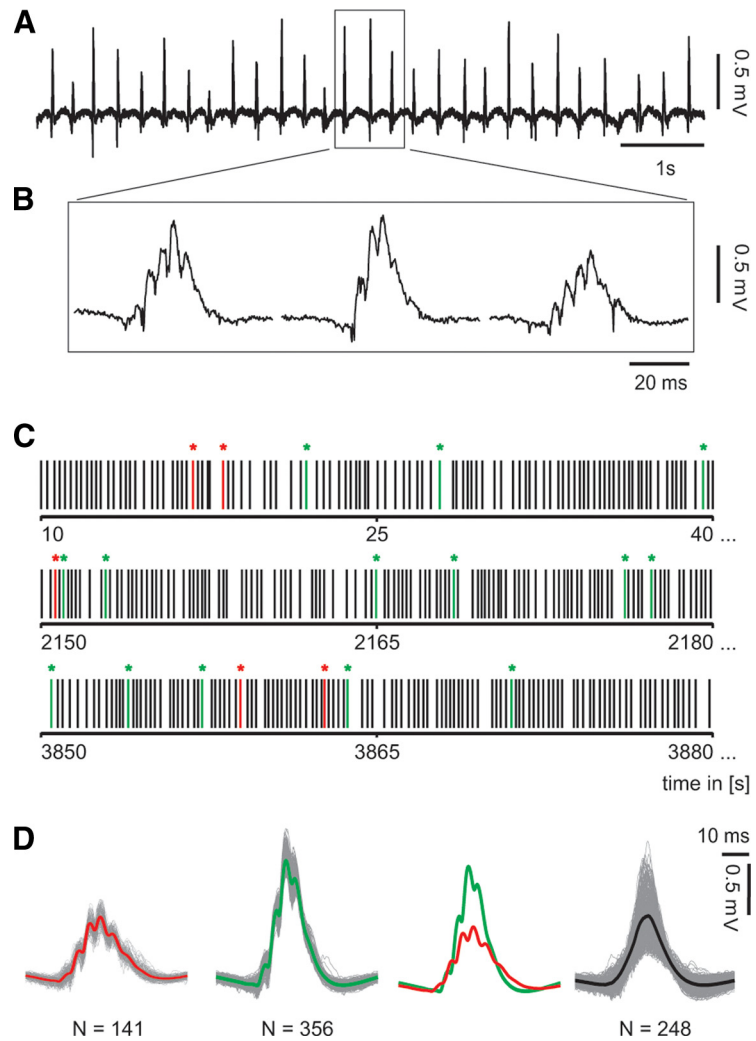 A
0.5 mV
1s
B
0.5 mV
20 ms
C
* * * * *
10 25 40 ...
* * * * * * *
2150 2165 2180 ...
* * * * * * *
3850 3865 3880 ...
time in [s]
D
10 ms
0.5 mV
N = 141 N = 356 N = 248